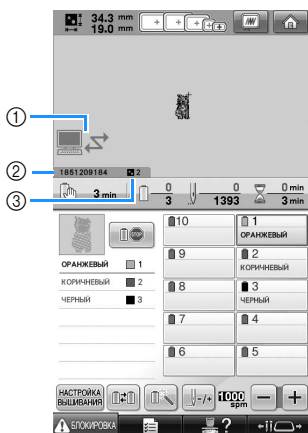 34.3 mm
19.0 mm
①
② 1851209184 2
③
3 min 0 3 0 1393 0 min 3 min
STOP
ОРАНЖЕВЫЙ 1
КОРИЧНЕВЫЙ 2
ЧЕРНЫЙ 3
10
1 ОРАНЖЕВЫЙ
9
2 КОРИЧНЕВЫЙ
8
3 ЧЕРНЫЙ
7
4
6
5
НАСТРОЙКА
ВЫШИВАНИЯ
-/+
1000
spm
− +
БЛОКИРОВКА
?